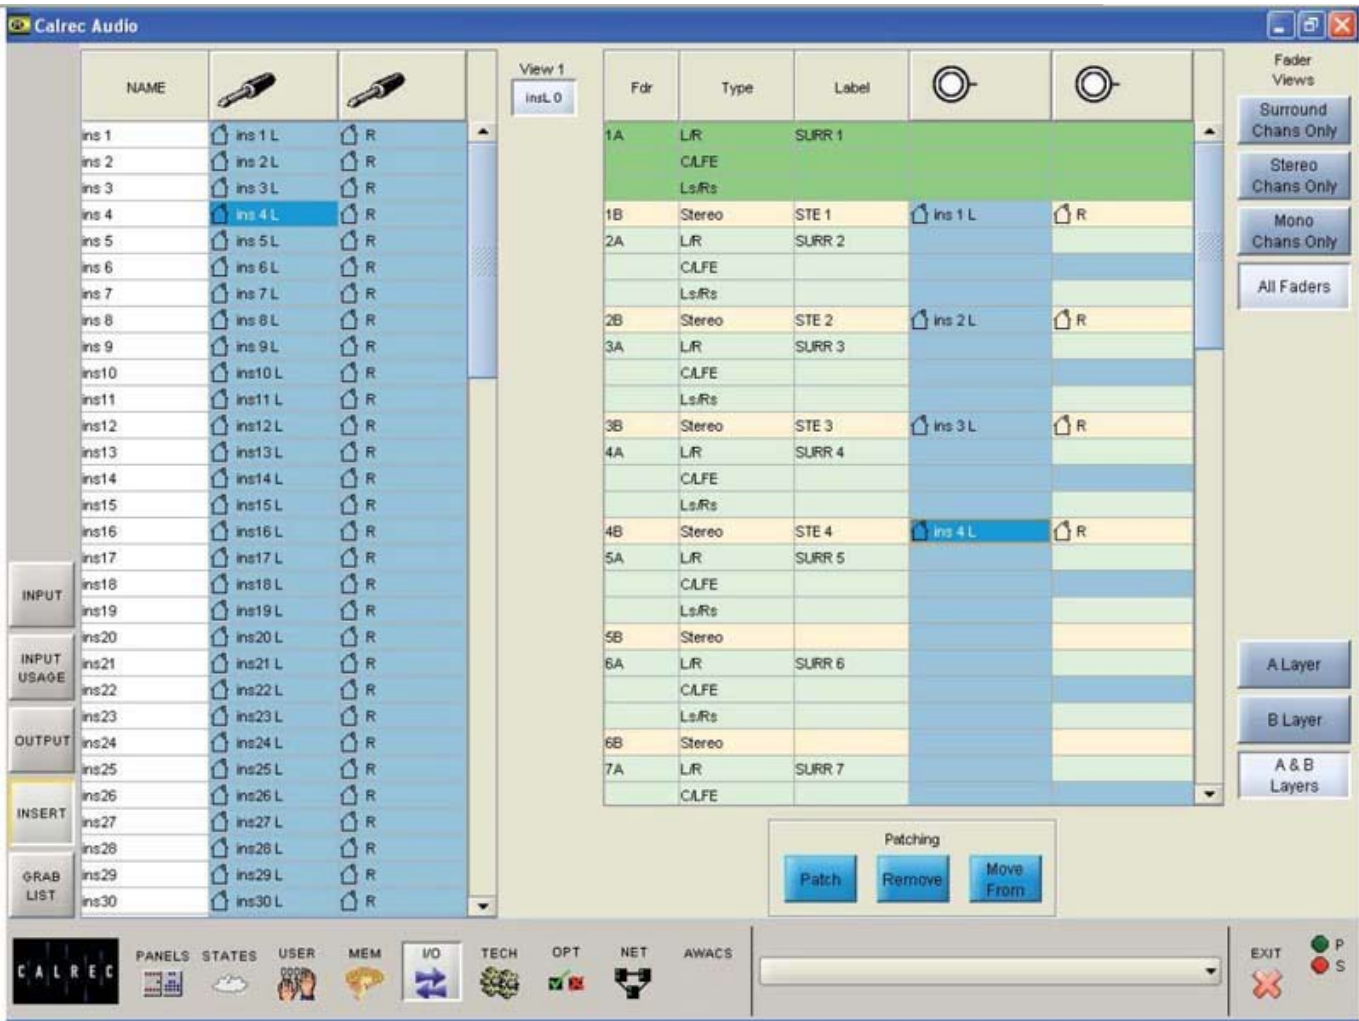 Calrec Audio
NAME
View 1
insL 0
Fdr Type Label
Fader Views
Surround Chans Only
Stereo Chans Only
Mono Chans Only
All Faders
ins 1 ins 1 L R
ins 2 ins 2 L R
ins 3 ins 3 L R
ins 4 ins 4 L R
ins 5 ins 5 L R
ins 6 ins 6 L R
ins 7 ins 7 L R
ins 8 ins 8 L R
ins 9 ins 9 L R
ins10 ins10 L R
ins11 ins11 L R
ins12 ins12 L R
ins13 ins13 L R
ins14 ins14 L R
ins15 ins15 L R
ins16 ins16 L R
ins17 ins17 L R
ins18 ins18 L R
ins19 ins19 L R
ins20 ins20 L R
ins21 ins21 L R
ins22 ins22 L R
ins23 ins23 L R
ins24 ins24 L R
ins25 ins25 L R
ins26 ins26 L R
ins27 ins27 L R
ins28 ins28 L R
ins29 ins29 L R
ins30 ins30 L R
1A L/R SURR 1
C/LFE
Ls/Rs
1B Stereo STE 1 ins 1 L R
2A L/R SURR 2
C/LFE
Ls/Rs
2B Stereo STE 2 ins 2 L R
3A L/R SURR 3
C/LFE
Ls/Rs
3B Stereo STE 3 ins 3 L R
4A L/R SURR 4
C/LFE
Ls/Rs
4B Stereo STE 4 ins 4 L R
5A L/R SURR 5
C/LFE
Ls/Rs
5B Stereo
6A L/R SURR 6
C/LFE
Ls/Rs
6B Stereo
7A L/R SURR 7
C/LFE
INPUT
INPUT USAGE
OUTPUT
INSERT
GRAB LIST
A Layer
B Layer
A & B Layers
Patching
Patch Remove Move From
CALREC PANELS STATES USER MEM I/O TECH OPT NET AWACS EXIT P
S